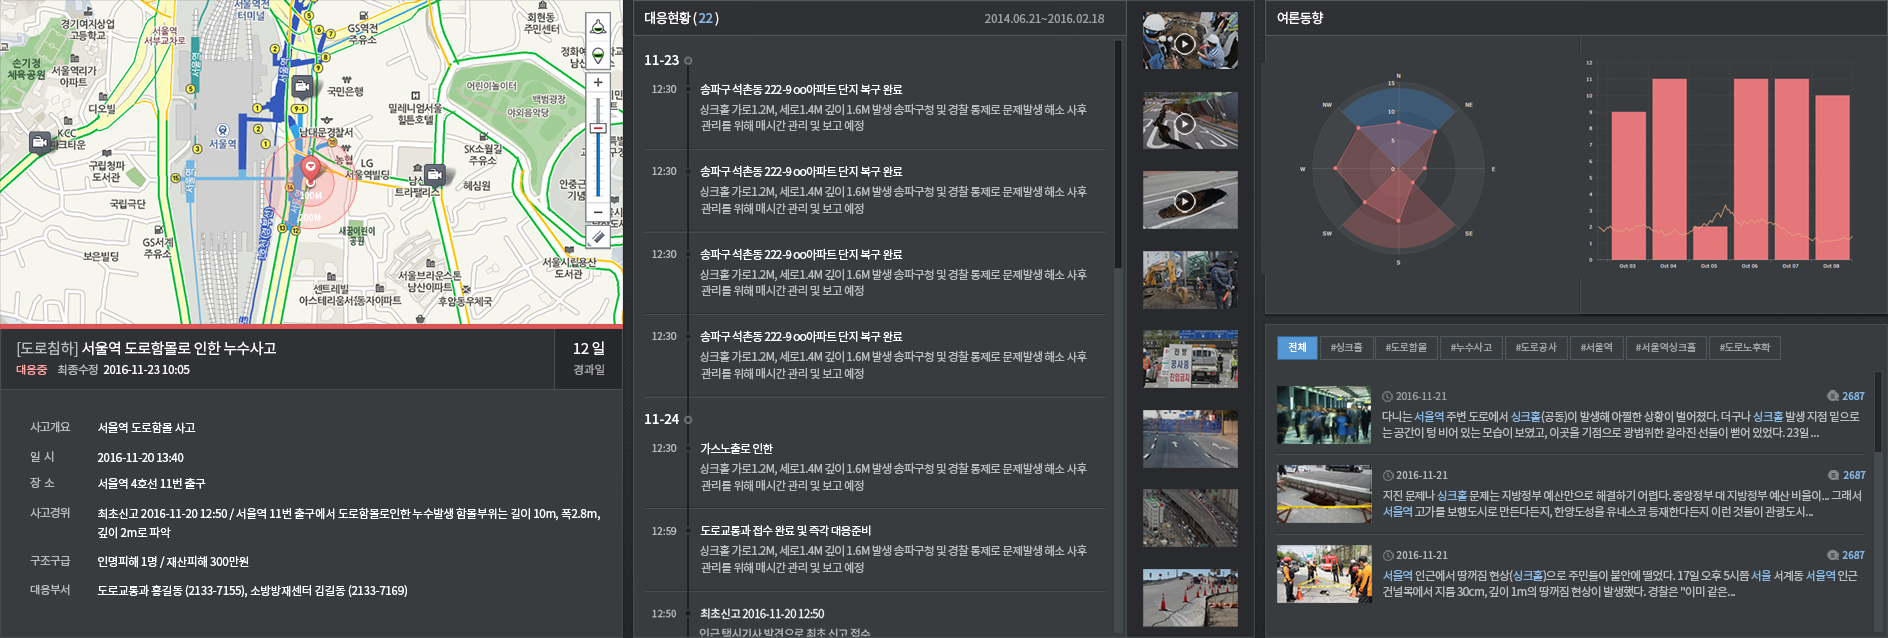 경기여상고등학교
서울역
서부교차로
서울역전
터미널
회현동
주민센터
GS역전
주유소
손기정
체육공원
서울역리가
아파트
디오빌
KCC
파크타운
구립청파
도서관
국립극단
GS서계
주유소
보은빌딩
서울역
서울역
서울역
국민은행
밀레니엄서울
힐튼호텔
남대문경찰서
농협
LG
서울역빌딩
트라팰리스
SK소월길
주유소
혜심원
어린이놀이터
백범광장
야외음악당
안중근
기념
새꿈어린이
공원
센트레빌
아스테리움서울
동자아파트
서울브리운스톤
남산아파트
후암동우체국
서울시립용산
도서관
1호선(경부선)
100M
200M
[도로침하] 서울역 도로함몰로 인한 누수사고
대응중 최종수정 2016-11-23 10:05
12 일
경과일
사고개요 서울역 도로함몰 사고
일 시 2016-11-20 13:40
장 소 서울역 4호선 11번 출구
사고경위 최초신고 2016-11-20 12:50 / 서울역 11번 출구에서 도로함몰로인한 누수발생 함몰부위는 길이 10m, 폭2.8m,
깊이 2m로 파악
구조구급 인명피해 1명 / 재산피해 300만원
대응부서 도로교통과 홍길동 (2133-7155), 소방방재센터 김길동 (2133-7169)
대응현황 ( 22 )
2014.06.21~2016.02.18
11-23
12:30 송파구 석촌동 222-9 oo아파트 단지 복구 완료
싱크홀 가로1.2M, 세로1.4M 깊이 1.6M 발생 송파구청 및 경찰 통제로 문제발생 해소 사후
관리를 위해 매시간 관리 및 보고 예정
12:30 송파구 석촌동 222-9 oo아파트 단지 복구 완료
싱크홀 가로1.2M, 세로1.4M 깊이 1.6M 발생 송파구청 및 경찰 통제로 문제발생 해소 사후
관리를 위해 매시간 관리 및 보고 예정
12:30 송파구 석촌동 222-9 oo아파트 단지 복구 완료
싱크홀 가로1.2M, 세로1.4M 깊이 1.6M 발생 송파구청 및 경찰 통제로 문제발생 해소 사후
관리를 위해 매시간 관리 및 보고 예정
12:30 송파구 석촌동 222-9 oo아파트 단지 복구 완료
싱크홀 가로1.2M, 세로1.4M 깊이 1.6M 발생 송파구청 및 경찰 통제로 문제발생 해소 사후
관리를 위해 매시간 관리 및 보고 예정
11-24
12:30 가스노출로 인한
싱크홀 가로1.2M, 세로1.4M 깊이 1.6M 발생 송파구청 및 경찰 통제로 문제발생 해소 사후
관리를 위해 매시간 관리 및 보고 예정
12:59 도로교통과 접수 완료 및 즉각 대응준비
싱크홀 가로1.2M, 세로1.4M 깊이 1.6M 발생 송파구청 및 경찰 통제로 문제발생 해소 사후
관리를 위해 매시간 관리 및 보고 예정
12:50 최초신고 2016-11-20 12:50
인근 택시기사 발견으로 최초 신고 접수
공사중
진입금지
여론동향
N
NE
E
SE
S
SW
W
NW
15
10
5
0
12
11
10
9
8
7
6
5
4
3
2
1
0
Oct 03 Oct 04 Oct 05 Oct 06 Oct 07 Oct 08
전체 #싱크홀 #도로함몰 #누수사고 #도로공사 #서울역 #서울역싱크홀 #도로노후화
2016-11-21 2687
다니는 서울역 주변 도로에서 싱크홀(공동)이 발생해 아찔한 상황이 벌어졌다. 더구나 싱크홀 발생 지점 밑으로
는 공간이 텅 비어 있는 모습이 보였고, 이곳을 기점으로 광범위한 갈라진 선들이 뻗어 있었다. 23일 ...
2016-11-21 2687
지진 문제나 싱크홀 문제는 지방정부 예산만으로 해결하기 어렵다. 중앙정부 대 지방정부 예산 비율이... 그래서
서울역 고가를 보행도시로 만든다든지, 한양도성을 유네스코 등재한다든지 이런 것들이 관광도시...
2016-11-21 2687
서울역 인근에서 땅꺼짐 현상(싱크홀)으로 주민들이 불안에 떨었다. 17일 오후 5시쯤 서울 서계동 서울역 인근
건널목에서 지름 30cm, 깊이 1m의 땅꺼짐 현상이 발생했다. 경찰은 "이미 같은...